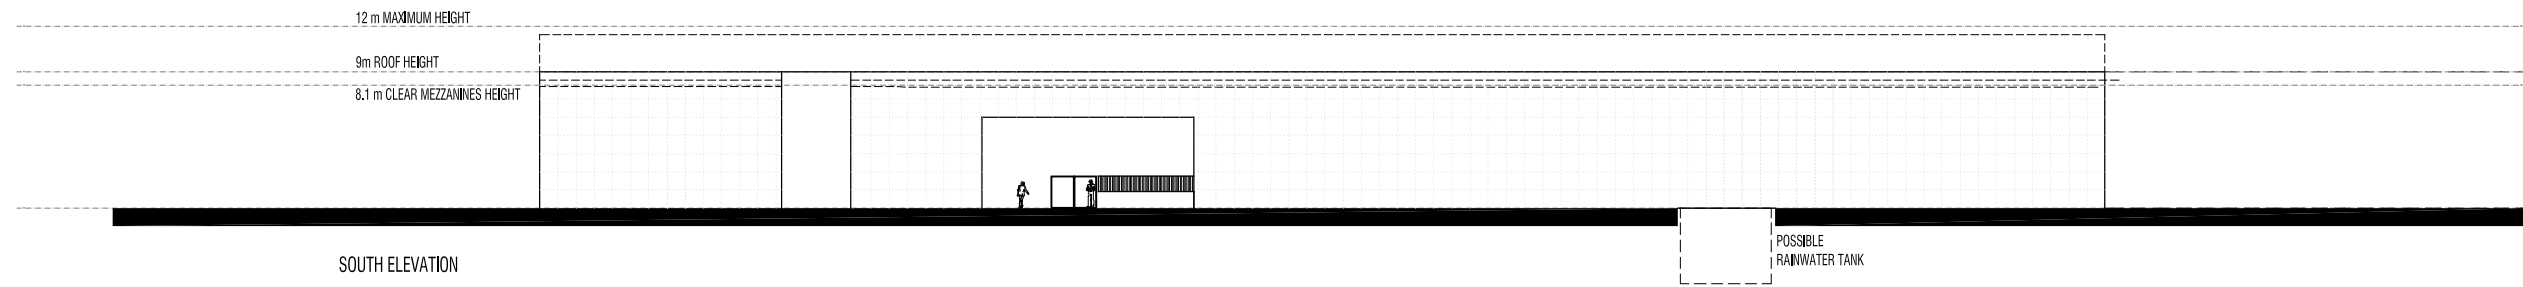 12 m MAXIMUM HEIGHT
9m ROOF HEIGHT
8.1 m CLEAR MEZZANINES HEIGHT
POSSIBLE
RAINWATER TANK
SOUTH ELEVATION